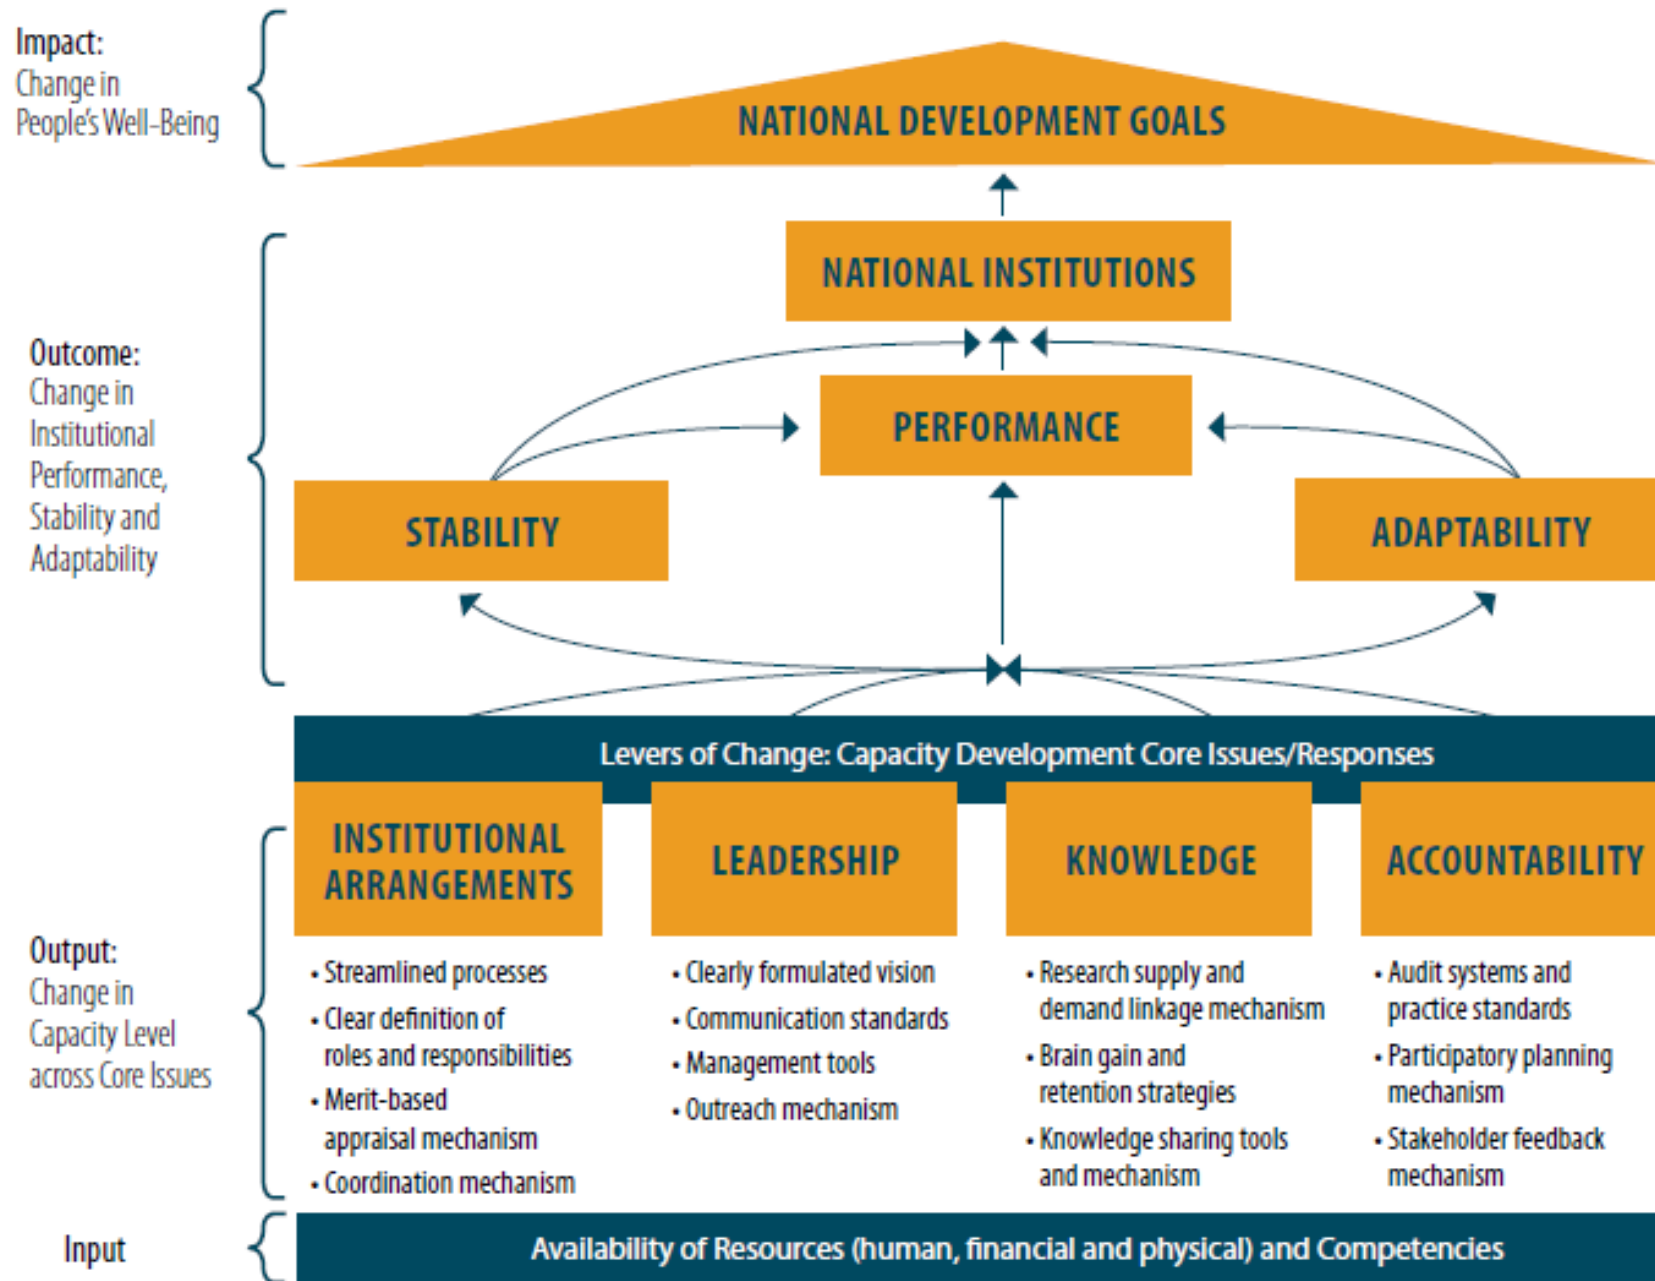 Impact:
Change in
People's Well-Being
NATIONAL DEVELOPMENT GOALS
NATIONAL INSTITUTIONS
Outcome:
Change in
Institutional
Performance,
Stability and
Adaptability
PERFORMANCE
STABILITY
ADAPTABILITY
Levers of Change: Capacity Development Core Issues/Responses
Output:
Change in
Capacity Level
across Core Issues
INSTITUTIONAL
ARRANGEMENTS
• Streamlined processes
• Clear definition of
roles and responsibilities
• Merit-based
appraisal mechanism
• Coordination mechanism
LEADERSHIP
• Clearly formulated vision
• Communication standards
• Management tools
• Outreach mechanism
KNOWLEDGE
• Research supply and
demand linkage mechanism
• Brain gain and
retention strategies
• Knowledge sharing tools
and mechanism
ACCOUNTABILITY
• Audit systems and
practice standards
• Participatory planning
mechanism
• Stakeholder feedback
mechanism
Input
Availability of Resources (human, financial and physical) and Competencies